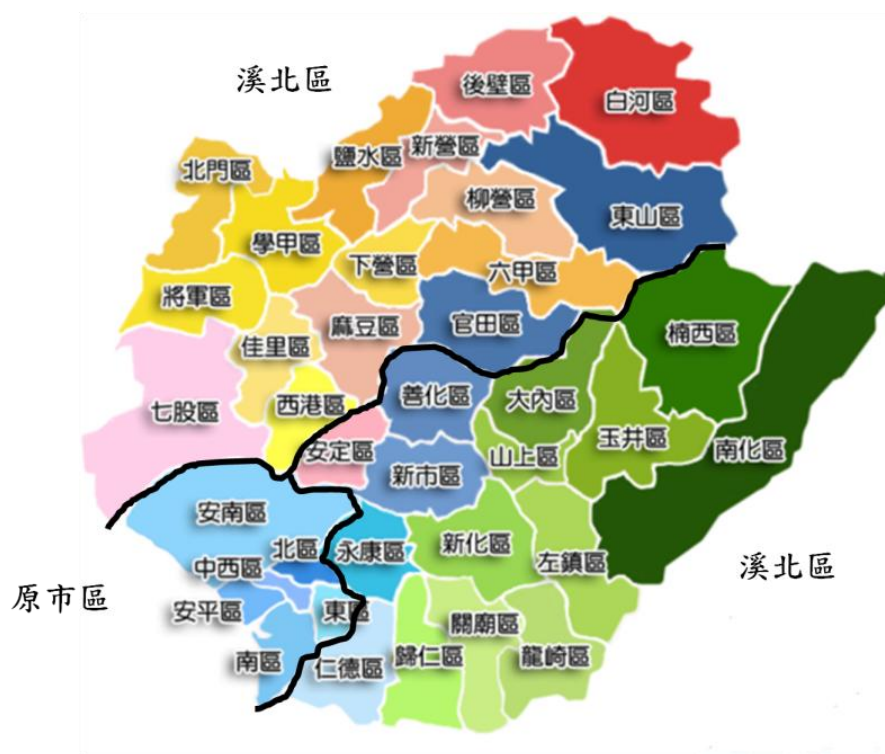 溪北區
後壁區
白河區
鹽水區
新營區
北門區
柳營區
東山區
學甲區
下營區
六甲區
將軍區
官田區
麻豆區
佳里區
楠西區
善化區
大內區
七股區
西港區
玉井區
安定區
山上區
南化區
新市區
安南區
北區
永康區
新化區
左鎮區
溪北區
中西區
原市區
安平區
東區
關廟區
南區
仁德區
歸仁區
龍崎區